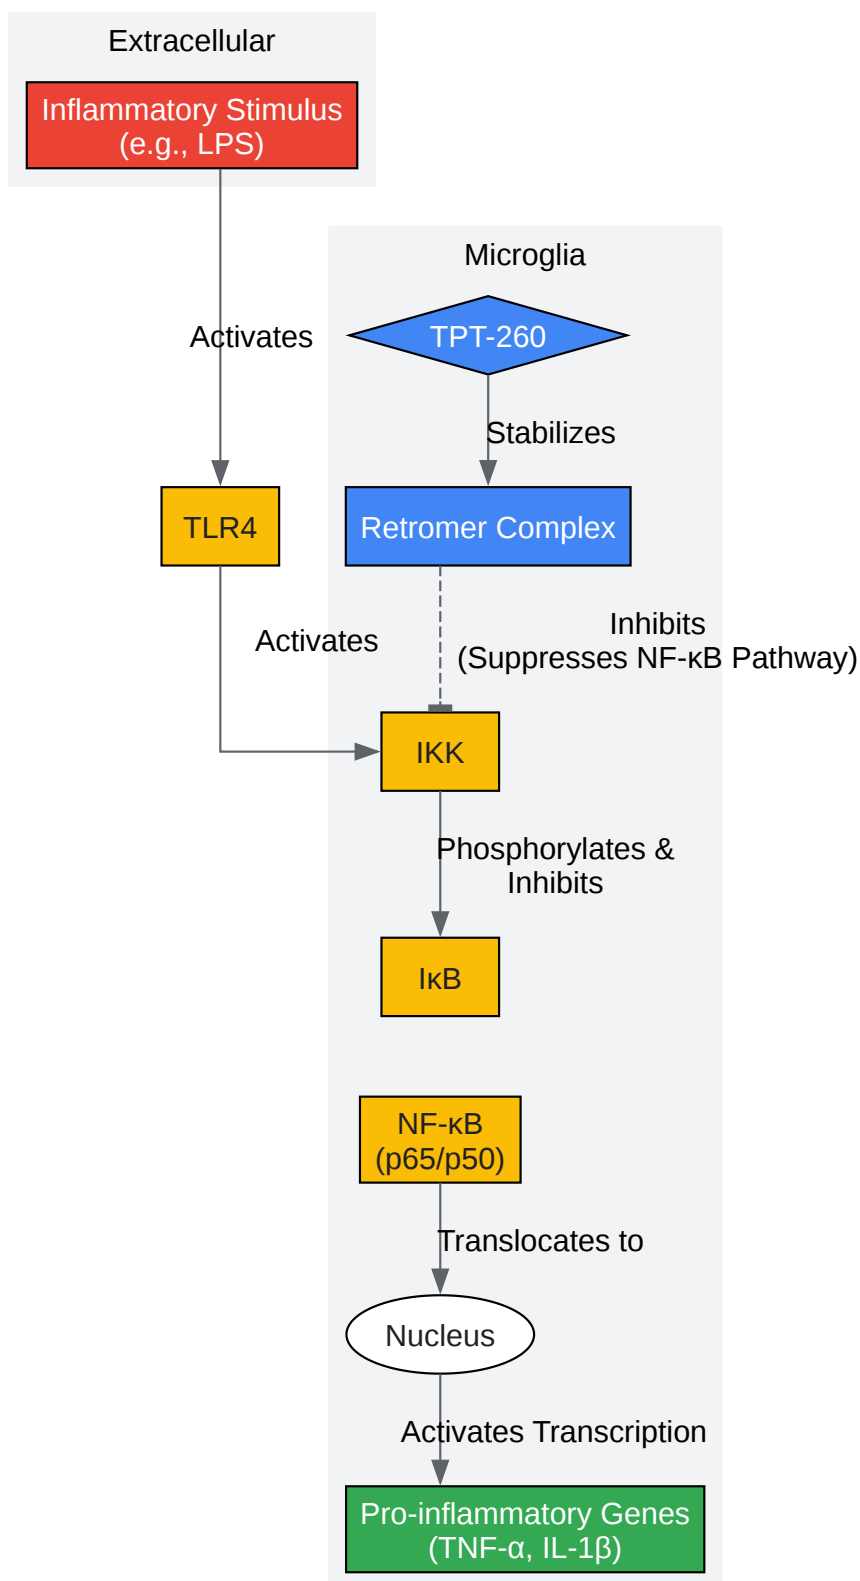 Extracellular
Inflammatory Stimulus
(e.g., LPS)
Microglia
Activates
TPT-260
Stabilizes
TLR4
Retromer Complex
Activates
Inhibits
(Suppresses NF-κB Pathway)
IKK
Phosphorylates &
Inhibits
IκB
NF-κB
(p65/p50)
Translocates to
Nucleus
Activates Transcription
Pro-inflammatory Genes
(TNF-α, IL-1β)